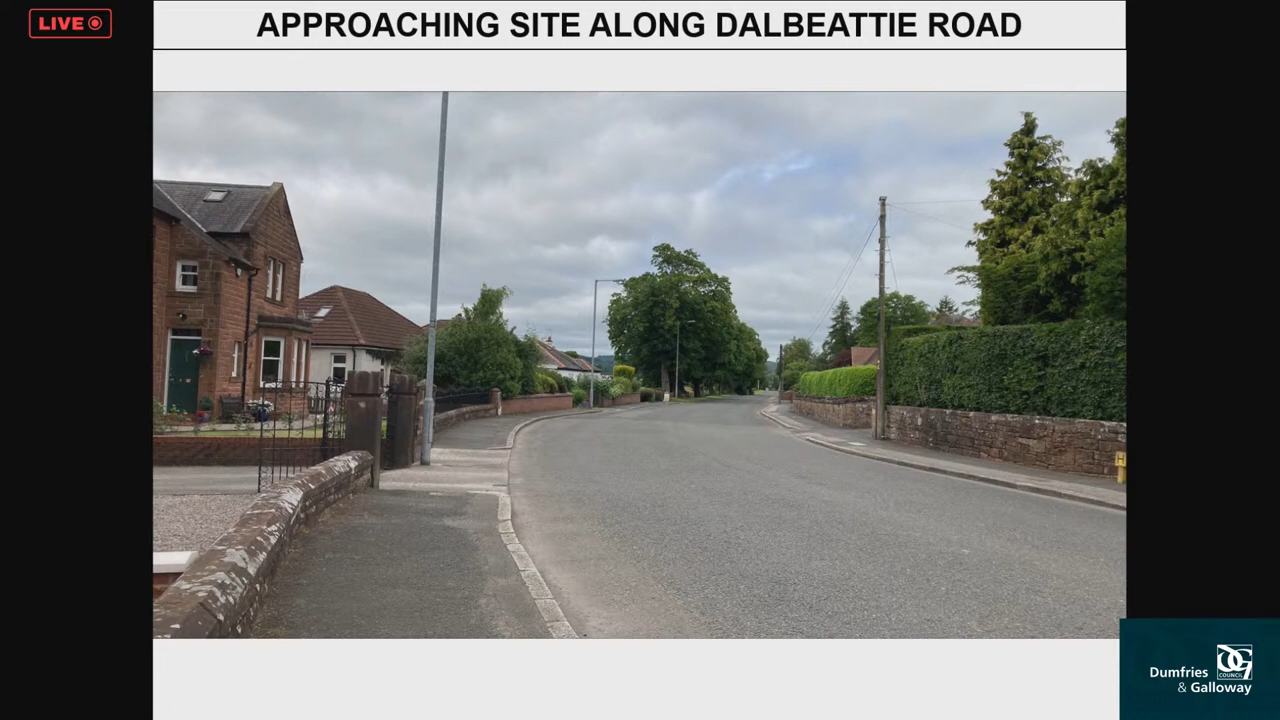 LIVE
APPROACHING SITE ALONG DALBEATTIE ROAD
H
Dumfries
& Galloway
COUNCIL